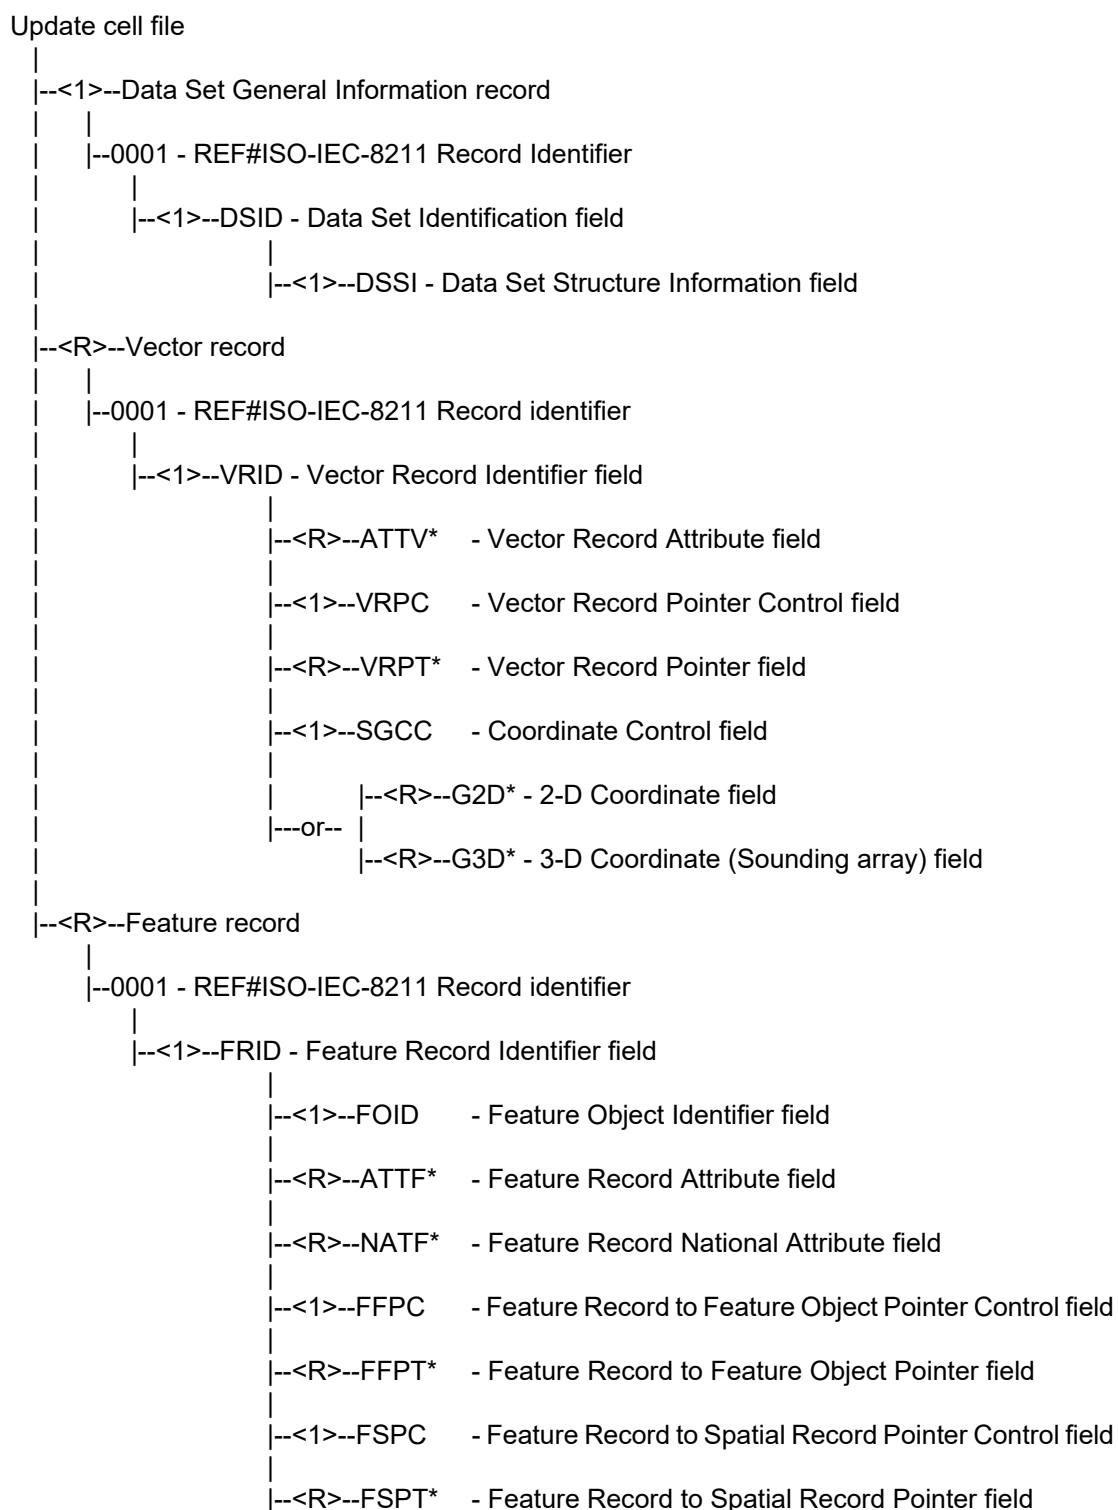 Update cell file
|
|--<1>--Data Set General Information record
| |
| |--0001 - REF#ISO-IEC-8211 Record Identifier
| |
| |--<1>--DSID - Data Set Identification field
| |
| |--<1>--DSSI - Data Set Structure Information field
|
|--<R>--Vector record
| |
| |--0001 - REF#ISO-IEC-8211 Record identifier
| |
| |--<1>--VRID - Vector Record Identifier field
| |
| |--<R>--ATTV* - Vector Record Attribute field
| |
| |--<1>--VRPC - Vector Record Pointer Control field
| |
| |--<R>--VRPT* - Vector Record Pointer field
| |
| |--<1>--SGCC - Coordinate Control field
| |
| | |--<R>--G2D* - 2-D Coordinate field
| |---or-- |
| |--<R>--G3D* - 3-D Coordinate (Sounding array) field
|
|--<R>--Feature record
|
|--0001 - REF#ISO-IEC-8211 Record identifier
|
|--<1>--FRID - Feature Record Identifier field
|
|--<1>--FOID - Feature Object Identifier field
|
|--<R>--ATTF* - Feature Record Attribute field
|
|--<R>--NATF* - Feature Record National Attribute field
|
|--<1>--FFPC - Feature Record to Feature Object Pointer Control field
|
|--<R>--FFPT* - Feature Record to Feature Object Pointer field
|
|--<1>--FSPC - Feature Record to Spatial Record Pointer Control field
|
|--<R>--FSPT* - Feature Record to Spatial Record Pointer field